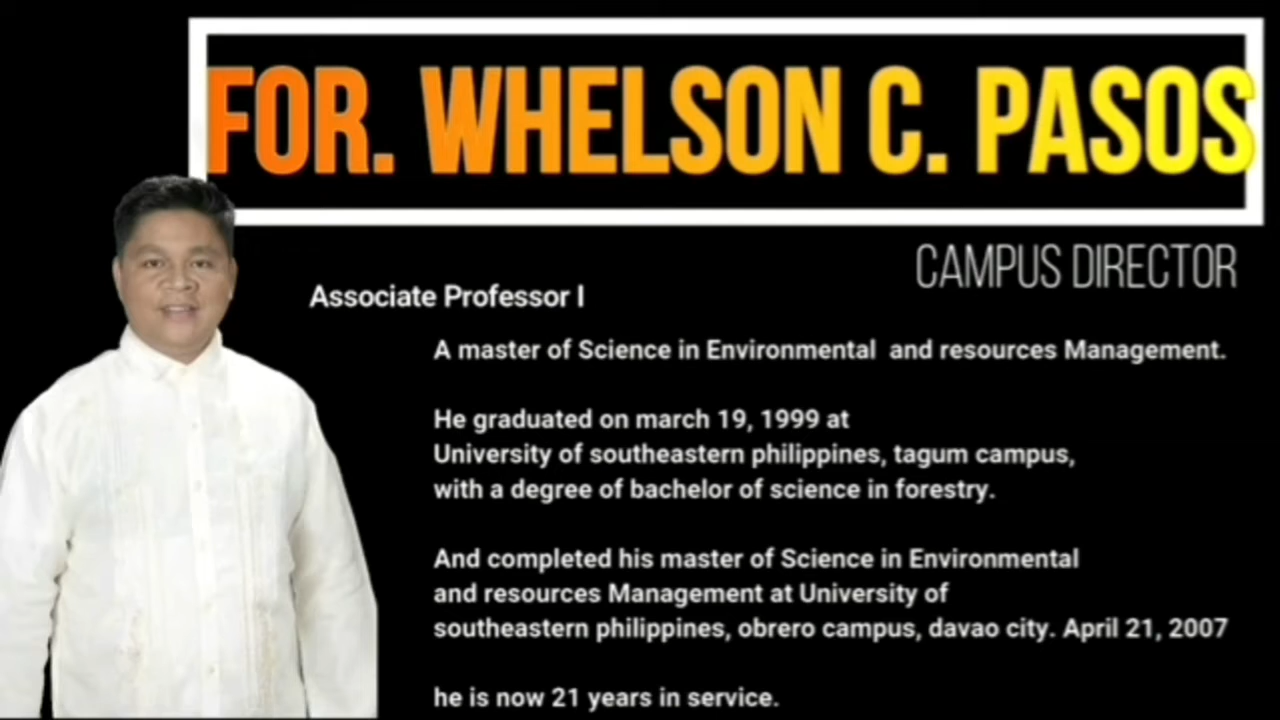 FOR. WHELSON C. PASOS
CAMPUS DIRECTOR
Associate Professor I
A master of Science in Environmental and resources Management.
He graduated on march 19, 1999 at
University of southeastern philippines, tagum campus,
with a degree of bachelor of science in forestry.
And completed his master of Science in Environmental
and resources Management at University of
southeastern philippines, obrero campus, davao city. April 21, 2007
he is now 21 years in service.